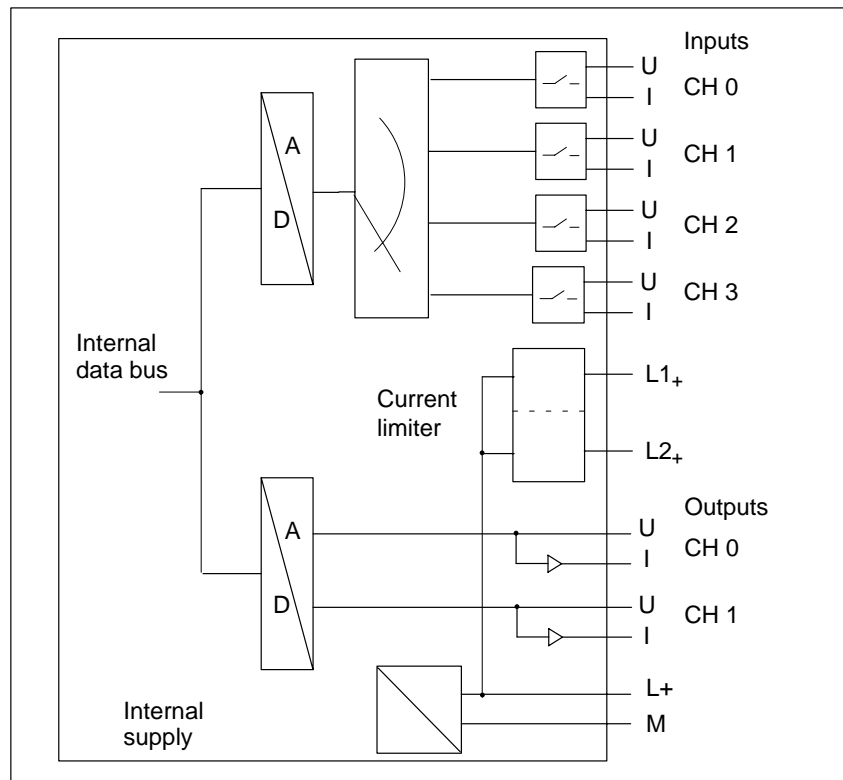 Inputs
U
I
CH 0
A
D
U
I
CH 1
U
I
CH 2
U
I
CH 3
Internal
data bus
Current
limiter
L1+
L2+
Outputs
A
D
U
I
CH 0
U
I
CH 1
Internal
supply
L+
M